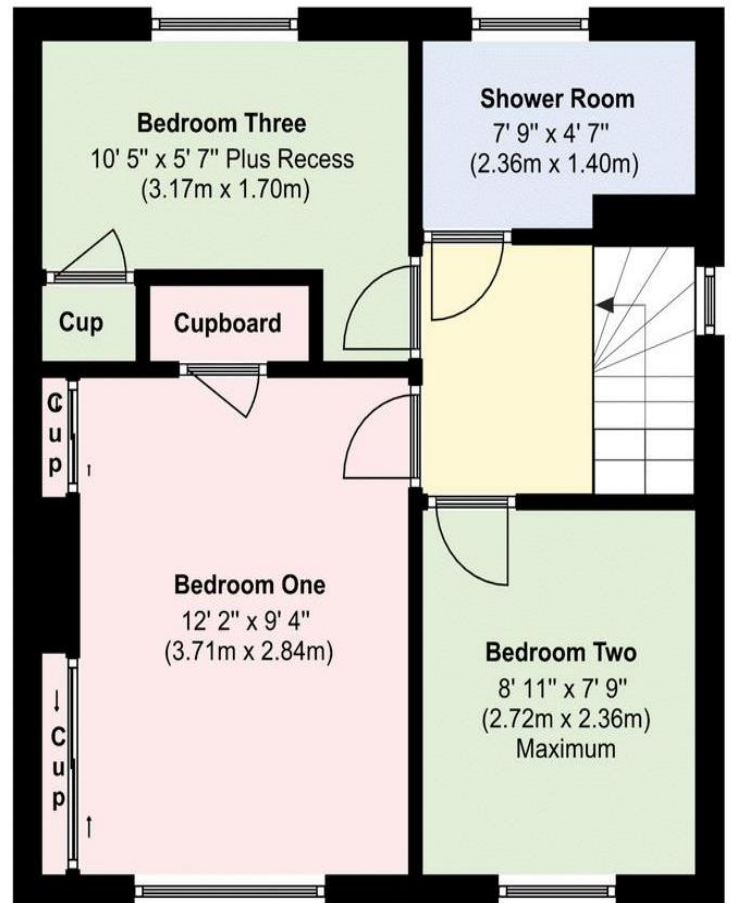 Bedroom Three
10' 5" x 5' 7" Plus Recess
(3.17m x 1.70m)
Shower Room
7' 9" x 4' 7"
(2.36m x 1.40m)
Cup
Cupboard
Cup
Bedroom One
12' 2" x 9' 4"
(3.71m x 2.84m)
Bedroom Two
8' 11" x 7' 9"
(2.72m x 2.36m)
Maximum
Cup